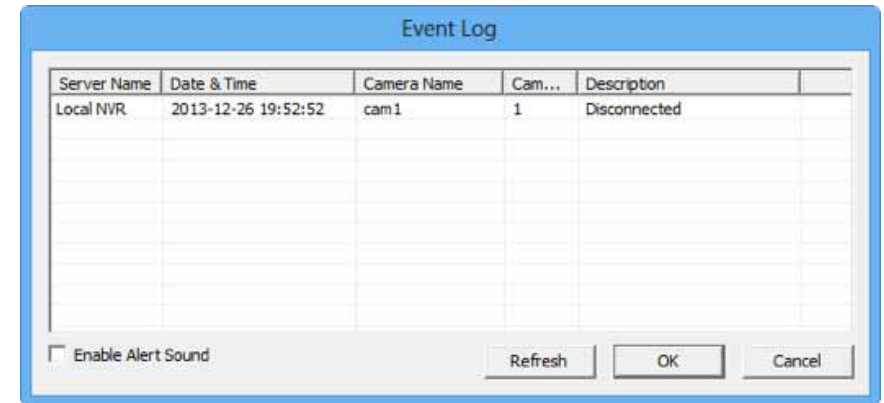 Event Log
Server Name Date & Time Camera Name Cam... Description
Local NVR 2013-12-26 19:52:52 cam1 1 Disconnected
Enable Alert Sound Refresh OK Cancel